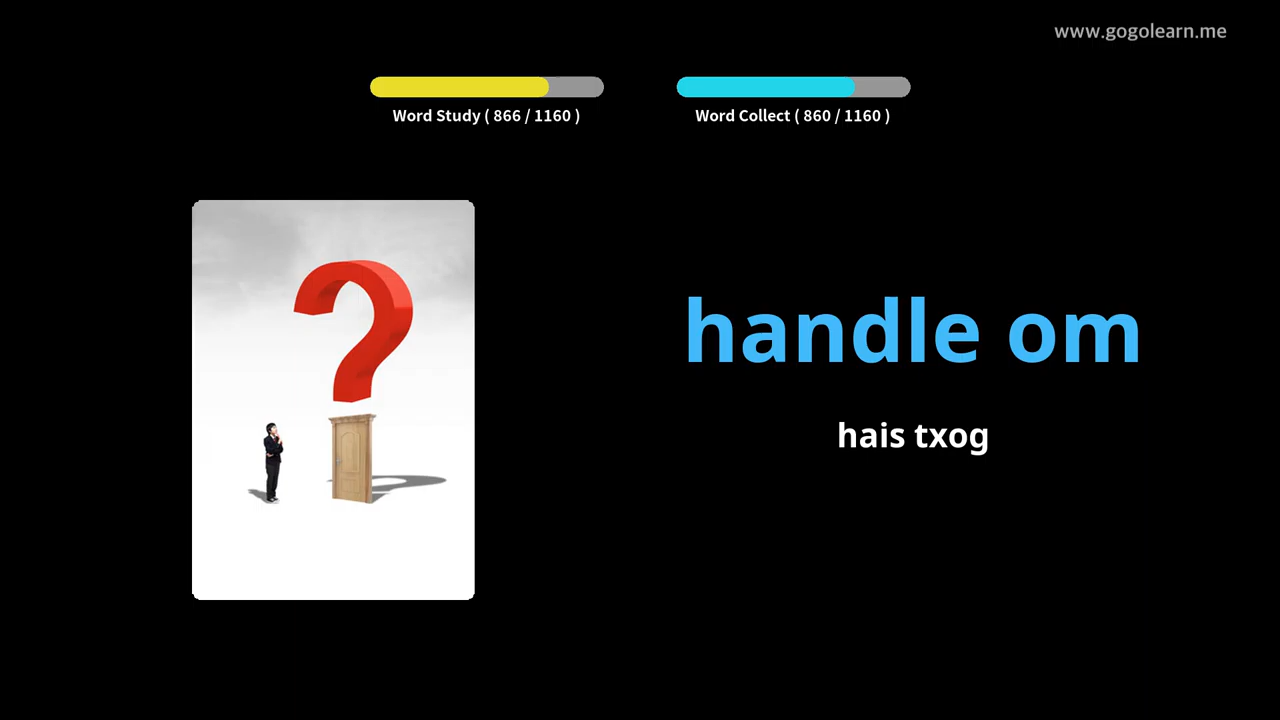 www.gogolearn.me
Word Study ( 866 / 1160 )
Word Collect ( 860 / 1160 )
handle om
hais txog